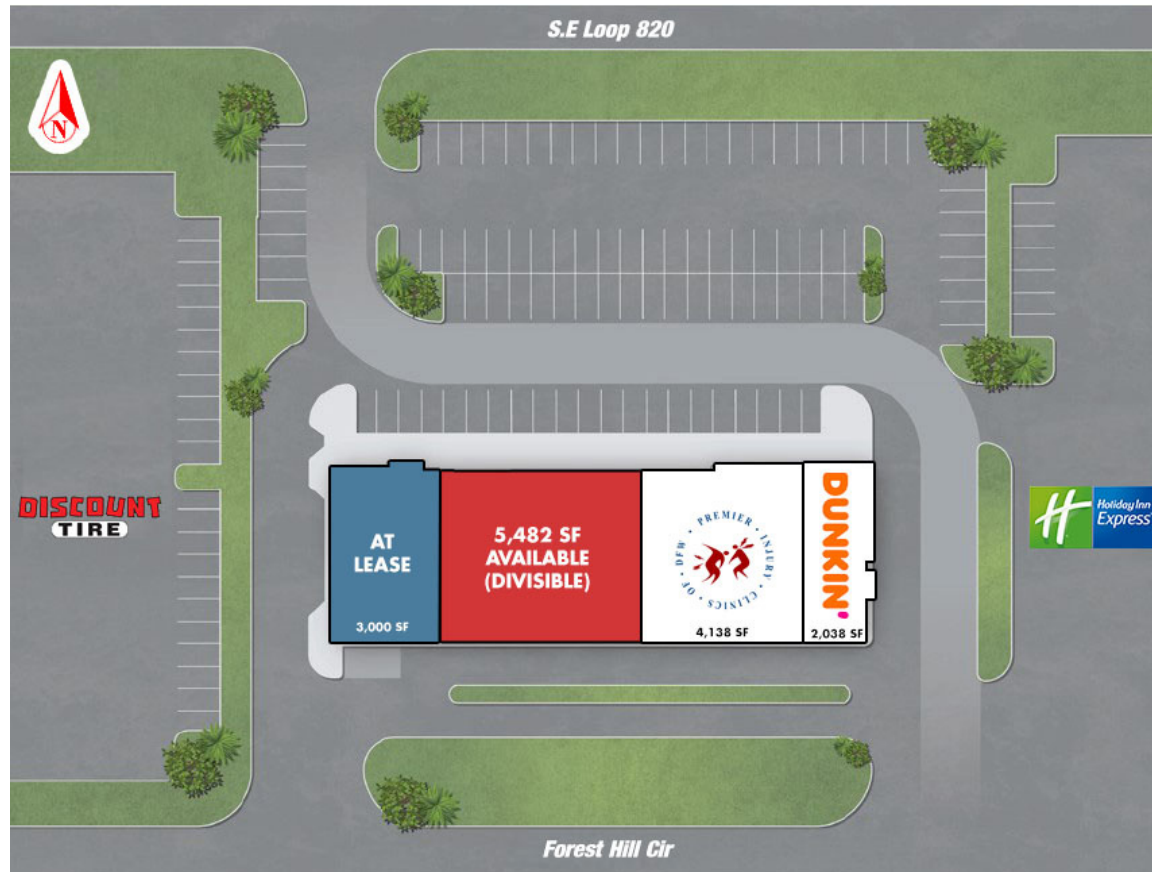 S.E Loop 820
N
DISCOUNT
TIRE
AT
LEASE
3,000 SF
5,482 SF
AVAILABLE
(DIVISIBLE)
PREMIER • INJURY • CLINICS • OF • DFW •
4,138 SF
DUNKIN'
2,038 SF
H
Holiday Inn
Express
Forest Hill Cir